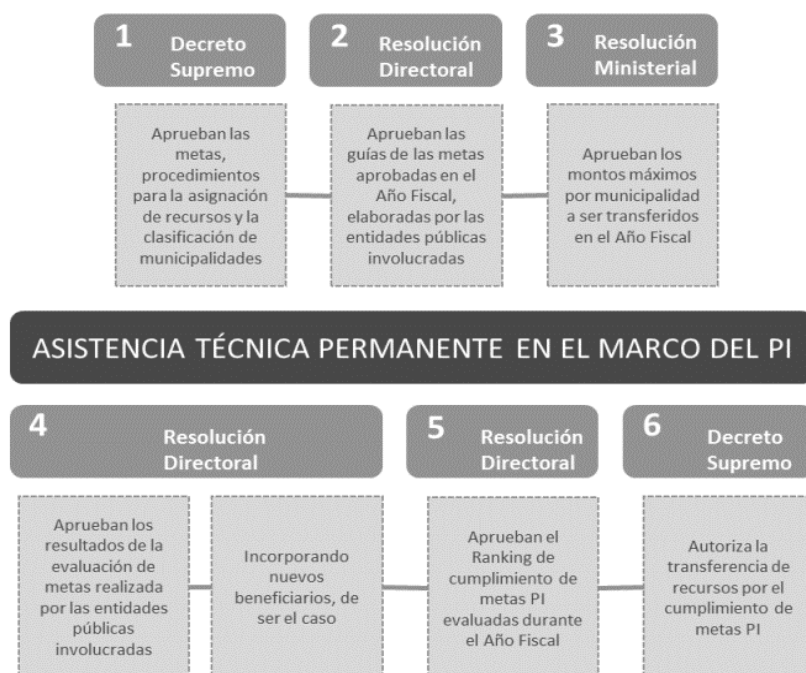 1 Decreto
Supremo
Aprueban las
metas,
procedimientos
para la asignación
de recursos y la
clasificación de
municipalidades
2 Resolución
Directoral
Aprueban las
guías de las metas
aprobadas en el
Año Fiscal,
elaboradas por las
entidades públicas
involucradas
3 Resolución
Ministerial
Aprueban los
montos máximos
por municipalidad
a ser transferidos
en el Año Fiscal
ASISTENCIA TÉCNICA PERMANENTE EN EL MARCO DEL PI
4 Resolución
Directoral
Aprueban los
resultados de la
evaluación de
metas realizada
por las entidades
públicas
involucradas
Incorporando
nuevos
beneficiarios, de
ser el caso
5 Resolución
Directoral
Aprueban el
Ranking de
cumplimiento de
metas PI
evaluadas durante
el Año Fiscal
6 Decreto
Supremo
Autoriza la
transferencia de
recursos por el
cumplimiento de
metas PI